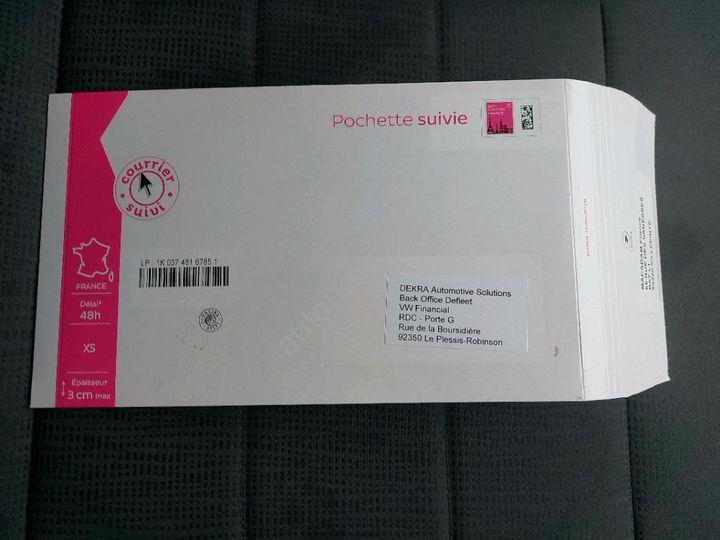 Pochette suivie
courrier
suivi
LP : 1K 037 481 6785 1
FRANCE
Délai*
48h
XS
Épaisseur
3 cm max
DEKRA Automotive Solutions
Back Office Defleet
VW Financial
RDC - Porte G
Rue de la Boursidière
92350 Le Plessis-Robinson
MACADAM